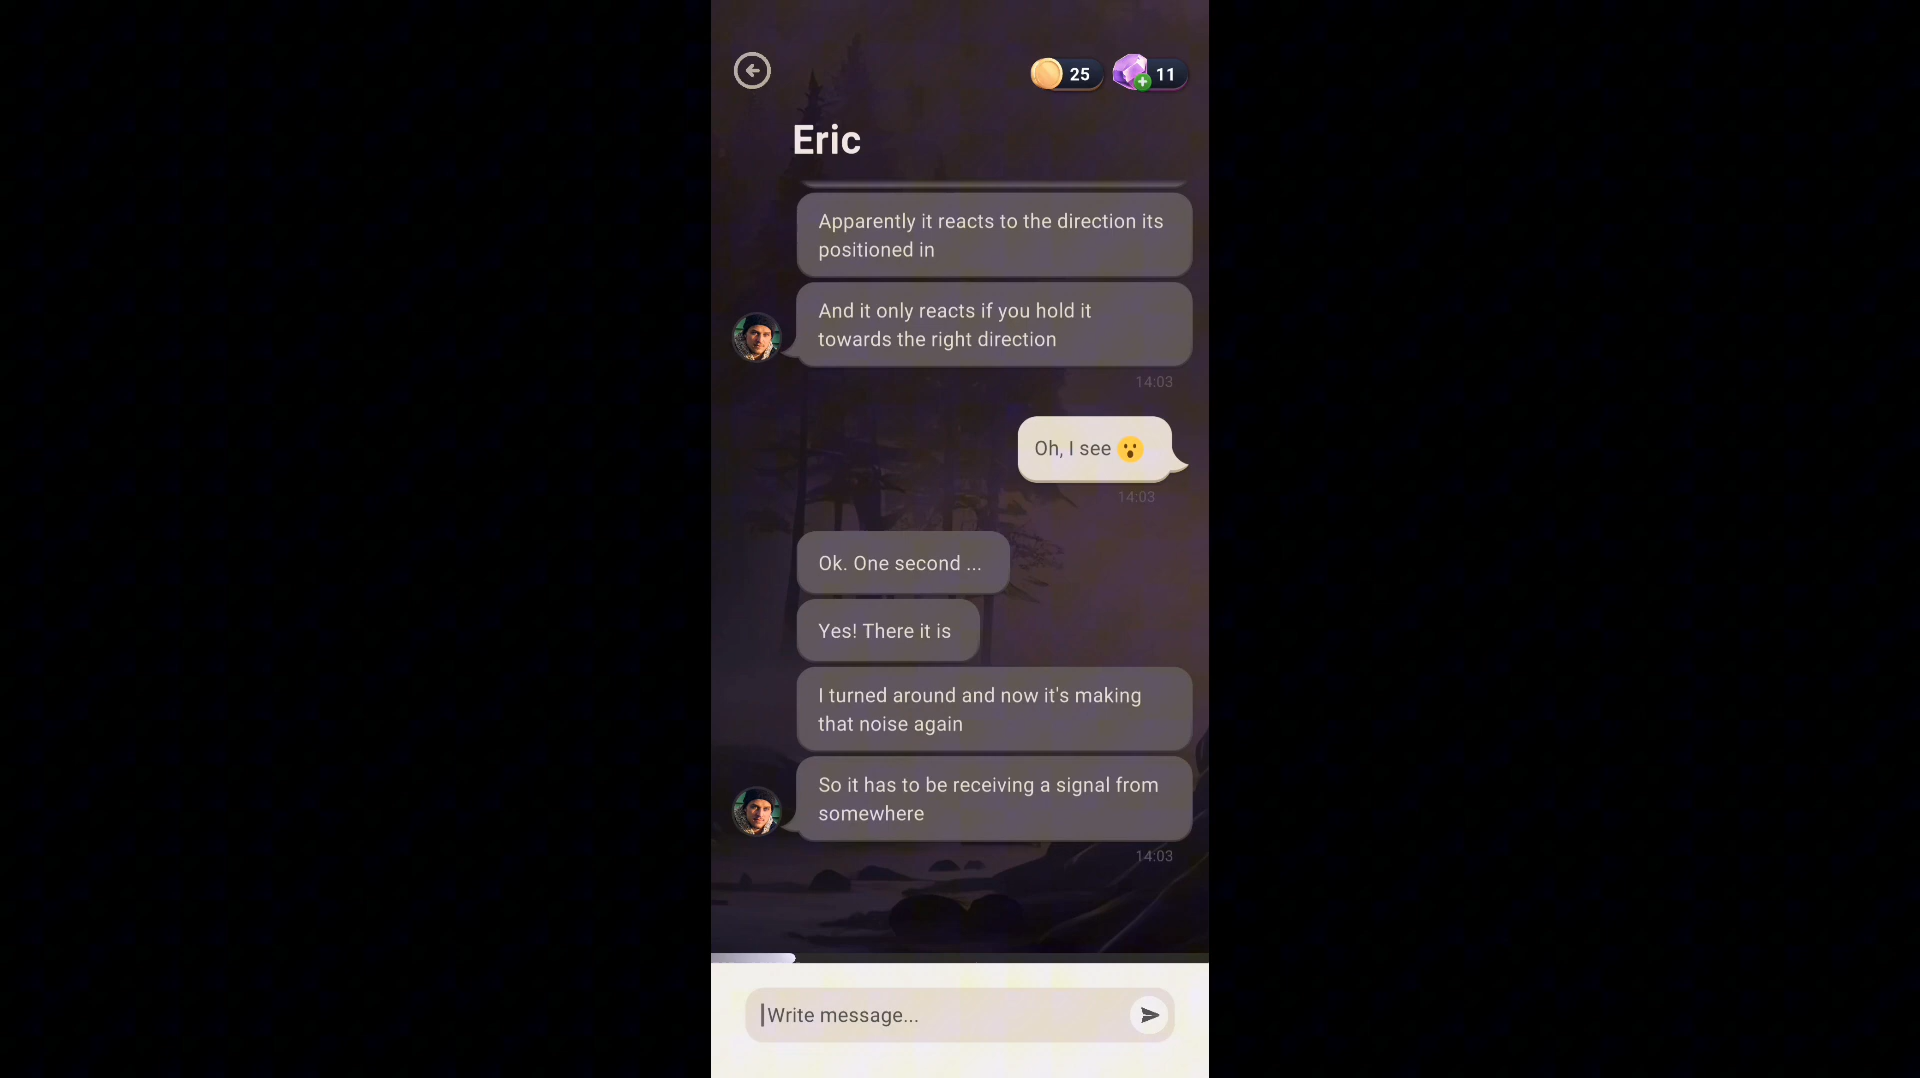 25
11
Eric
Apparently it reacts to the direction its
positioned in
And it only reacts if you hold it
towards the right direction
14:03
Oh, I see 😮
14:03
Ok. One second ...
Yes! There it is
I turned around and now it's making
that noise again
So it has to be receiving a signal from
somewhere
14:03
Write message...